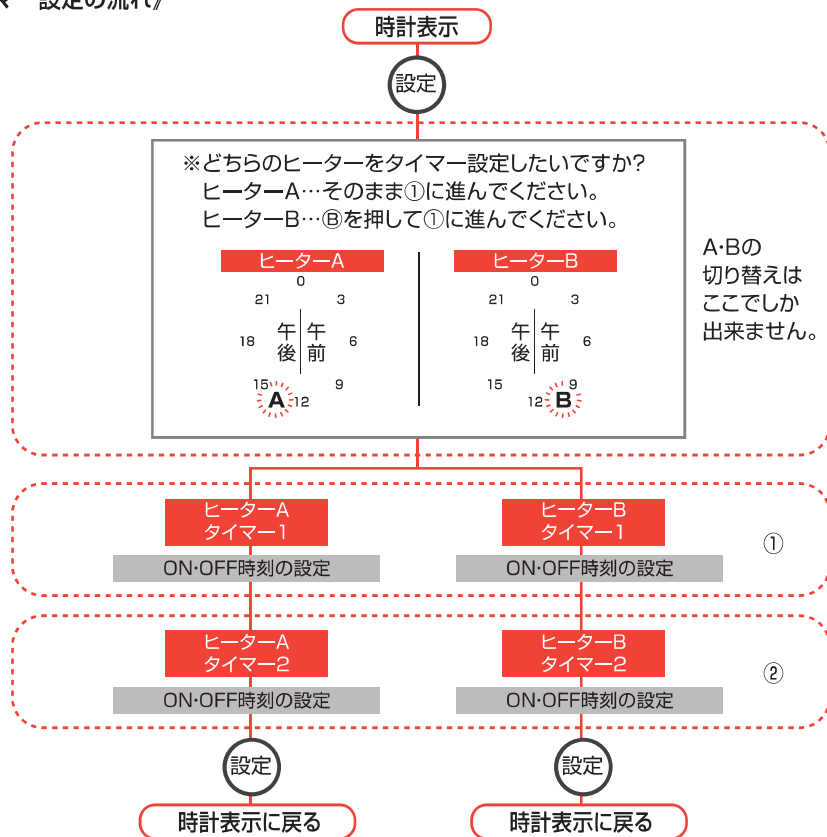 設定の流れ》
時計表示
設定
※どちらのヒーターをタイマー設定したいですか?
ヒーターA…そのまま①に進んでください。
ヒーターB…Ⓑを押して①に進んでください。
ヒーターA
0
21 3
18 午後 午前 6
15 9
A 12
ヒーターB
0
21 3
18 午後 午前 6
15 9
12 B
A・Bの
切り替えは
ここでしか
出来ません。
ヒーターA
タイマー1
ON・OFF時刻の設定
ヒーターB
タイマー1
ON・OFF時刻の設定
①
ヒーターA
タイマー2
ON・OFF時刻の設定
ヒーターB
タイマー2
ON・OFF時刻の設定
②
設定
時計表示に戻る
設定
時計表示に戻る